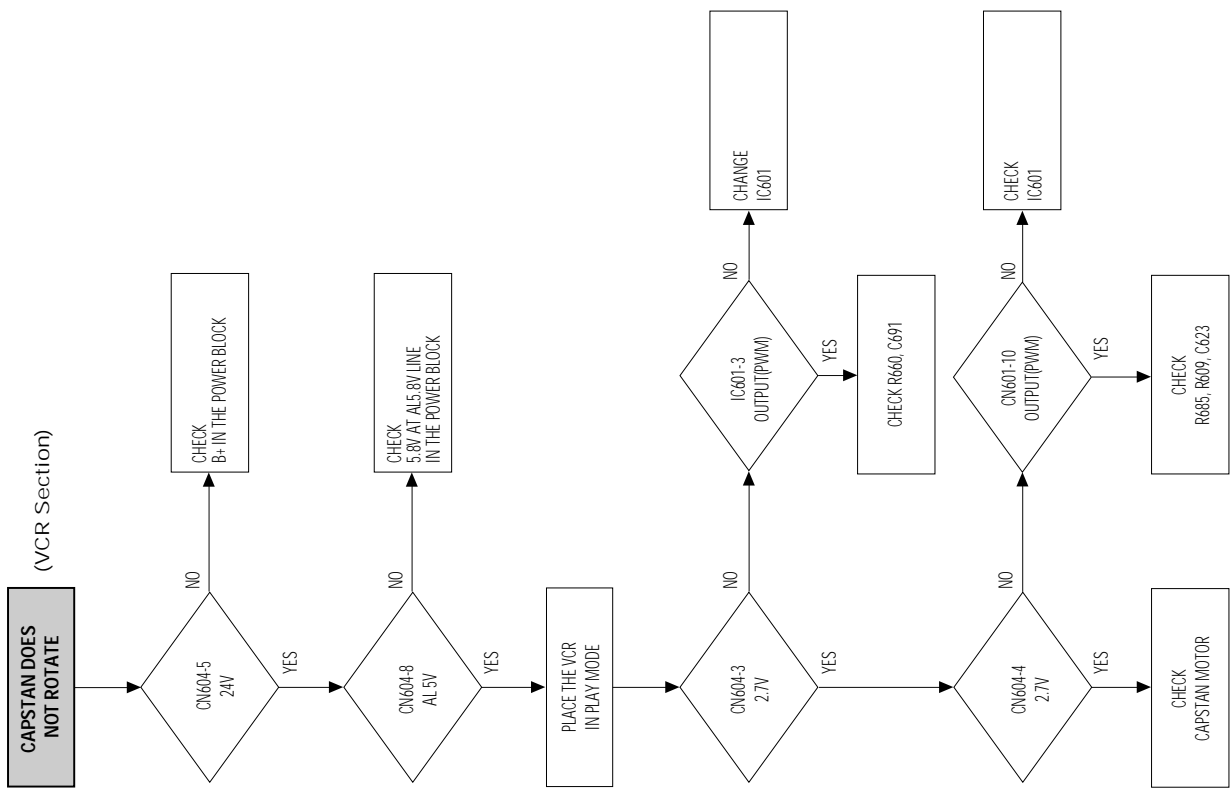 CAPSTAN DOES
NOT ROTATE
(VCR Section)
CN604-5
24V
NO
CHECK
B+ IN THE POWER BLOCK
YES
CN604-8
AL 5V
NO
CHECK
5.8V AT AL5.8V LINE
IN THE POWER BLOCK
YES
PLACE THE VCR
IN PLAY MODE
CN604-3
2.7V
NO
IC601-3
OUTPUT(PWM)
NO
CHANGE
IC601
YES
CHECK R660, C691
YES
CN604-4
2.7V
NO
CN601-10
OUTPUT(PWM)
NO
CHECK
IC601
YES
CHECK
R685, R609, C623
YES
CHECK
CAPSTAN MOTOR